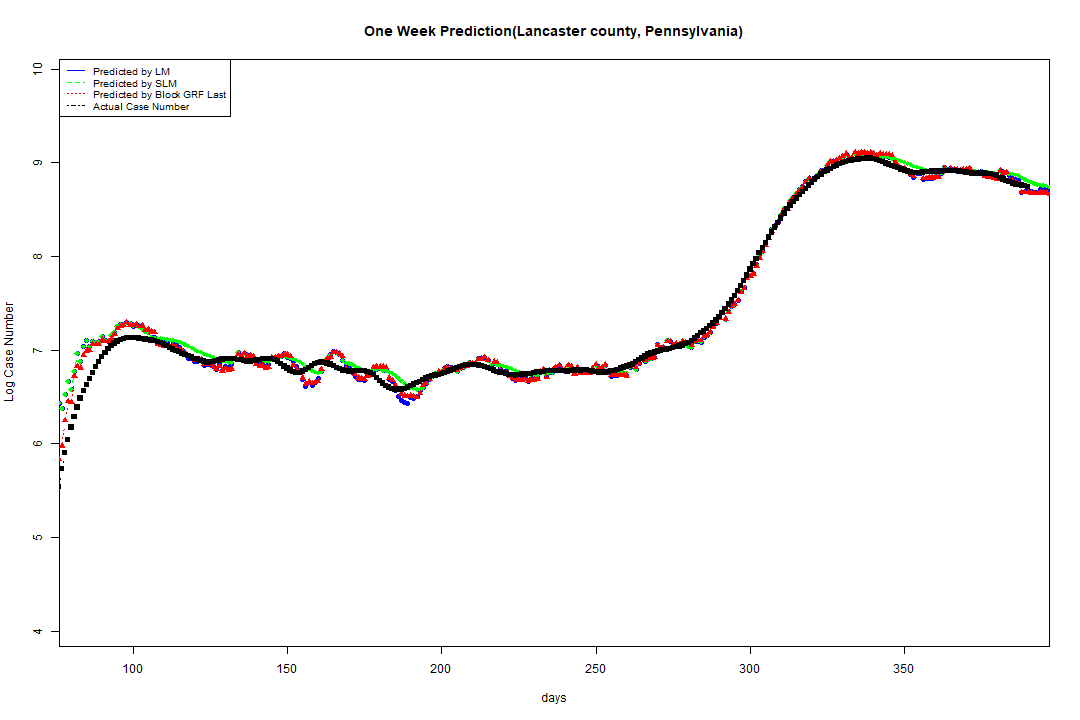 One Week Prediction(Lancaster county, Pennsylvania)
Predicted by LM
Predicted by SLM
Predicted by Block GRF Last
Actual Case Number
Log Case Number
10
9
8
7
6
5
4
100 150 200 250 300 350
days